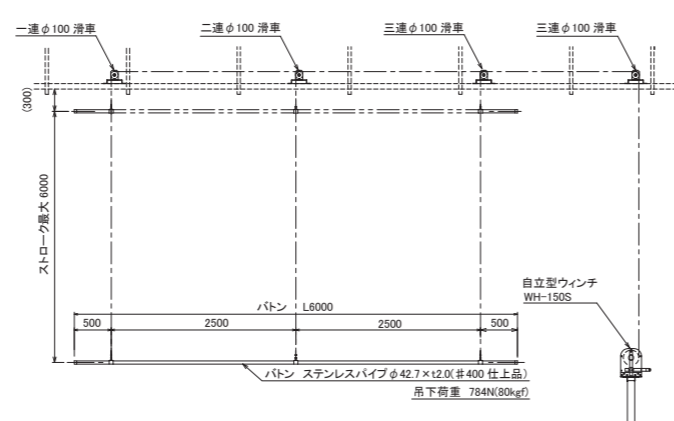 一連φ100 滑車
二連φ100 滑車
三連φ100 滑車
三連φ100 滑車
(300)
ストローク最大 6000
自立型ウィンチ
WH-150S
バトン L6000
500
2500
2500
500
バトン ステンレスパイプφ42.7×t2.0(♯400 仕上品)
吊下荷重 784N(80kgf)